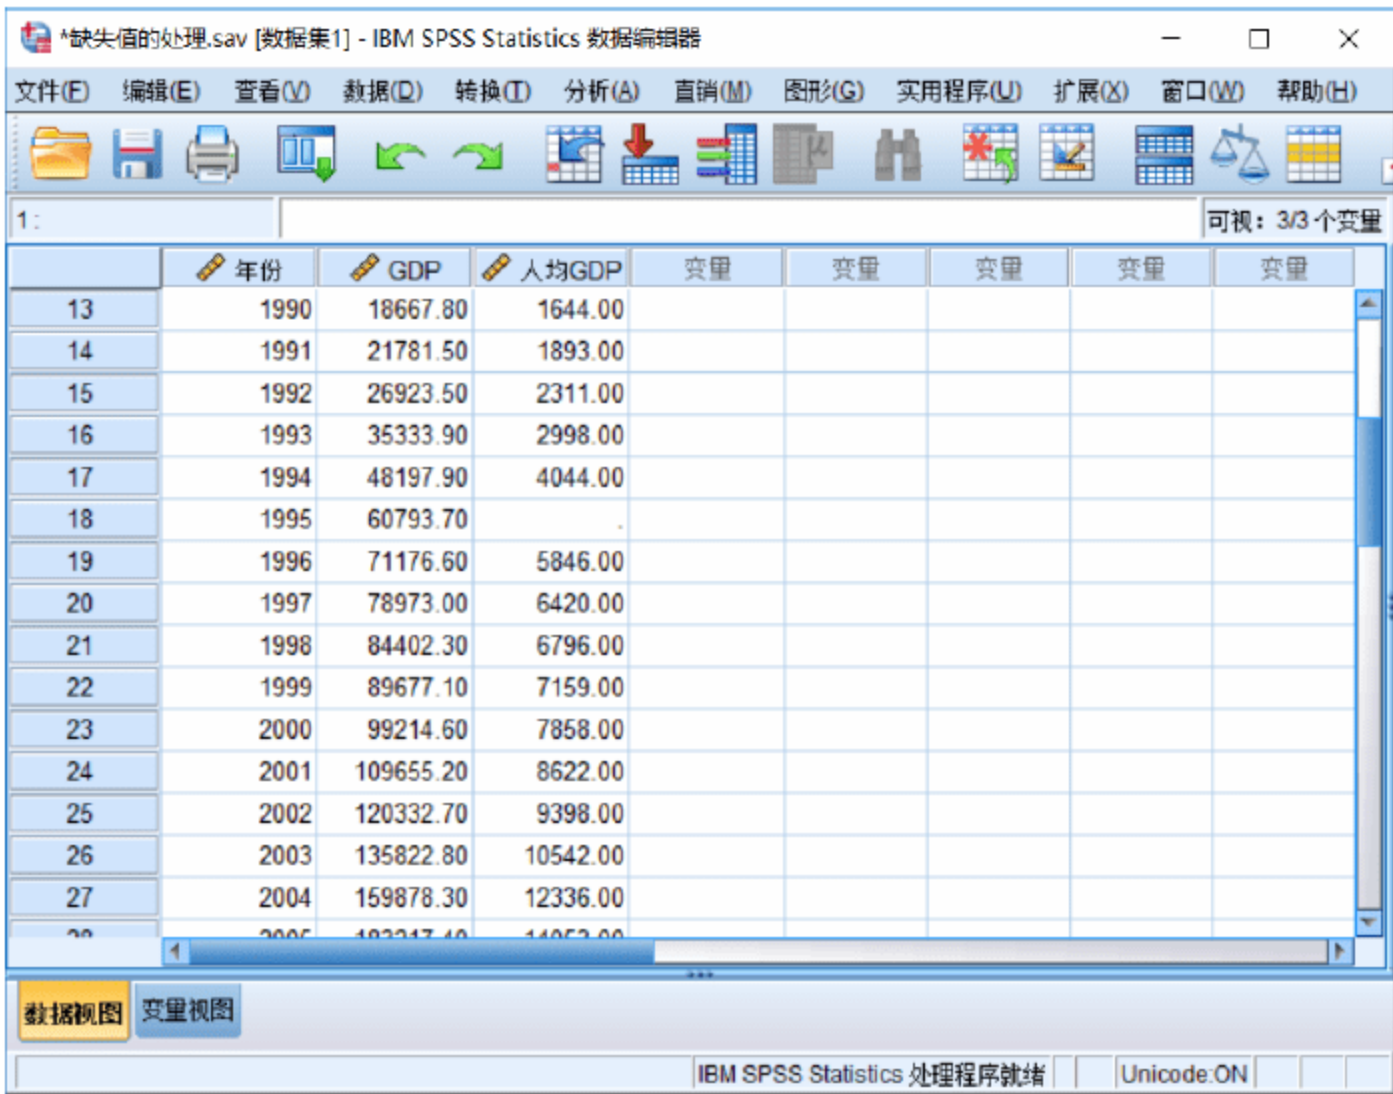 *缺失值的处理.sav [数据集1] - IBM SPSS Statistics 数据编辑器
文件(F) 编辑(E) 查看(V) 数据(D) 转换(T) 分析(A) 直销(M) 图形(G) 实用程序(U) 扩展(X) 窗口(W) 帮助(H)
1 : 可视: 3/3 个变量
年份 GDP 人均GDP 变量 变量 变量 变量 变量
13 1990 18667.80 1644.00
14 1991 21781.50 1893.00
15 1992 26923.50 2311.00
16 1993 35333.90 2998.00
17 1994 48197.90 4044.00
18 1995 60793.70 .
19 1996 71176.60 5846.00
20 1997 78973.00 6420.00
21 1998 84402.30 6796.00
22 1999 89677.10 7159.00
23 2000 99214.60 7858.00
24 2001 109655.20 8622.00
25 2002 120332.70 9398.00
26 2003 135822.80 10542.00
27 2004 159878.30 12336.00
数据视图 变量视图
IBM SPSS Statistics 处理程序就绪 Unicode:ON